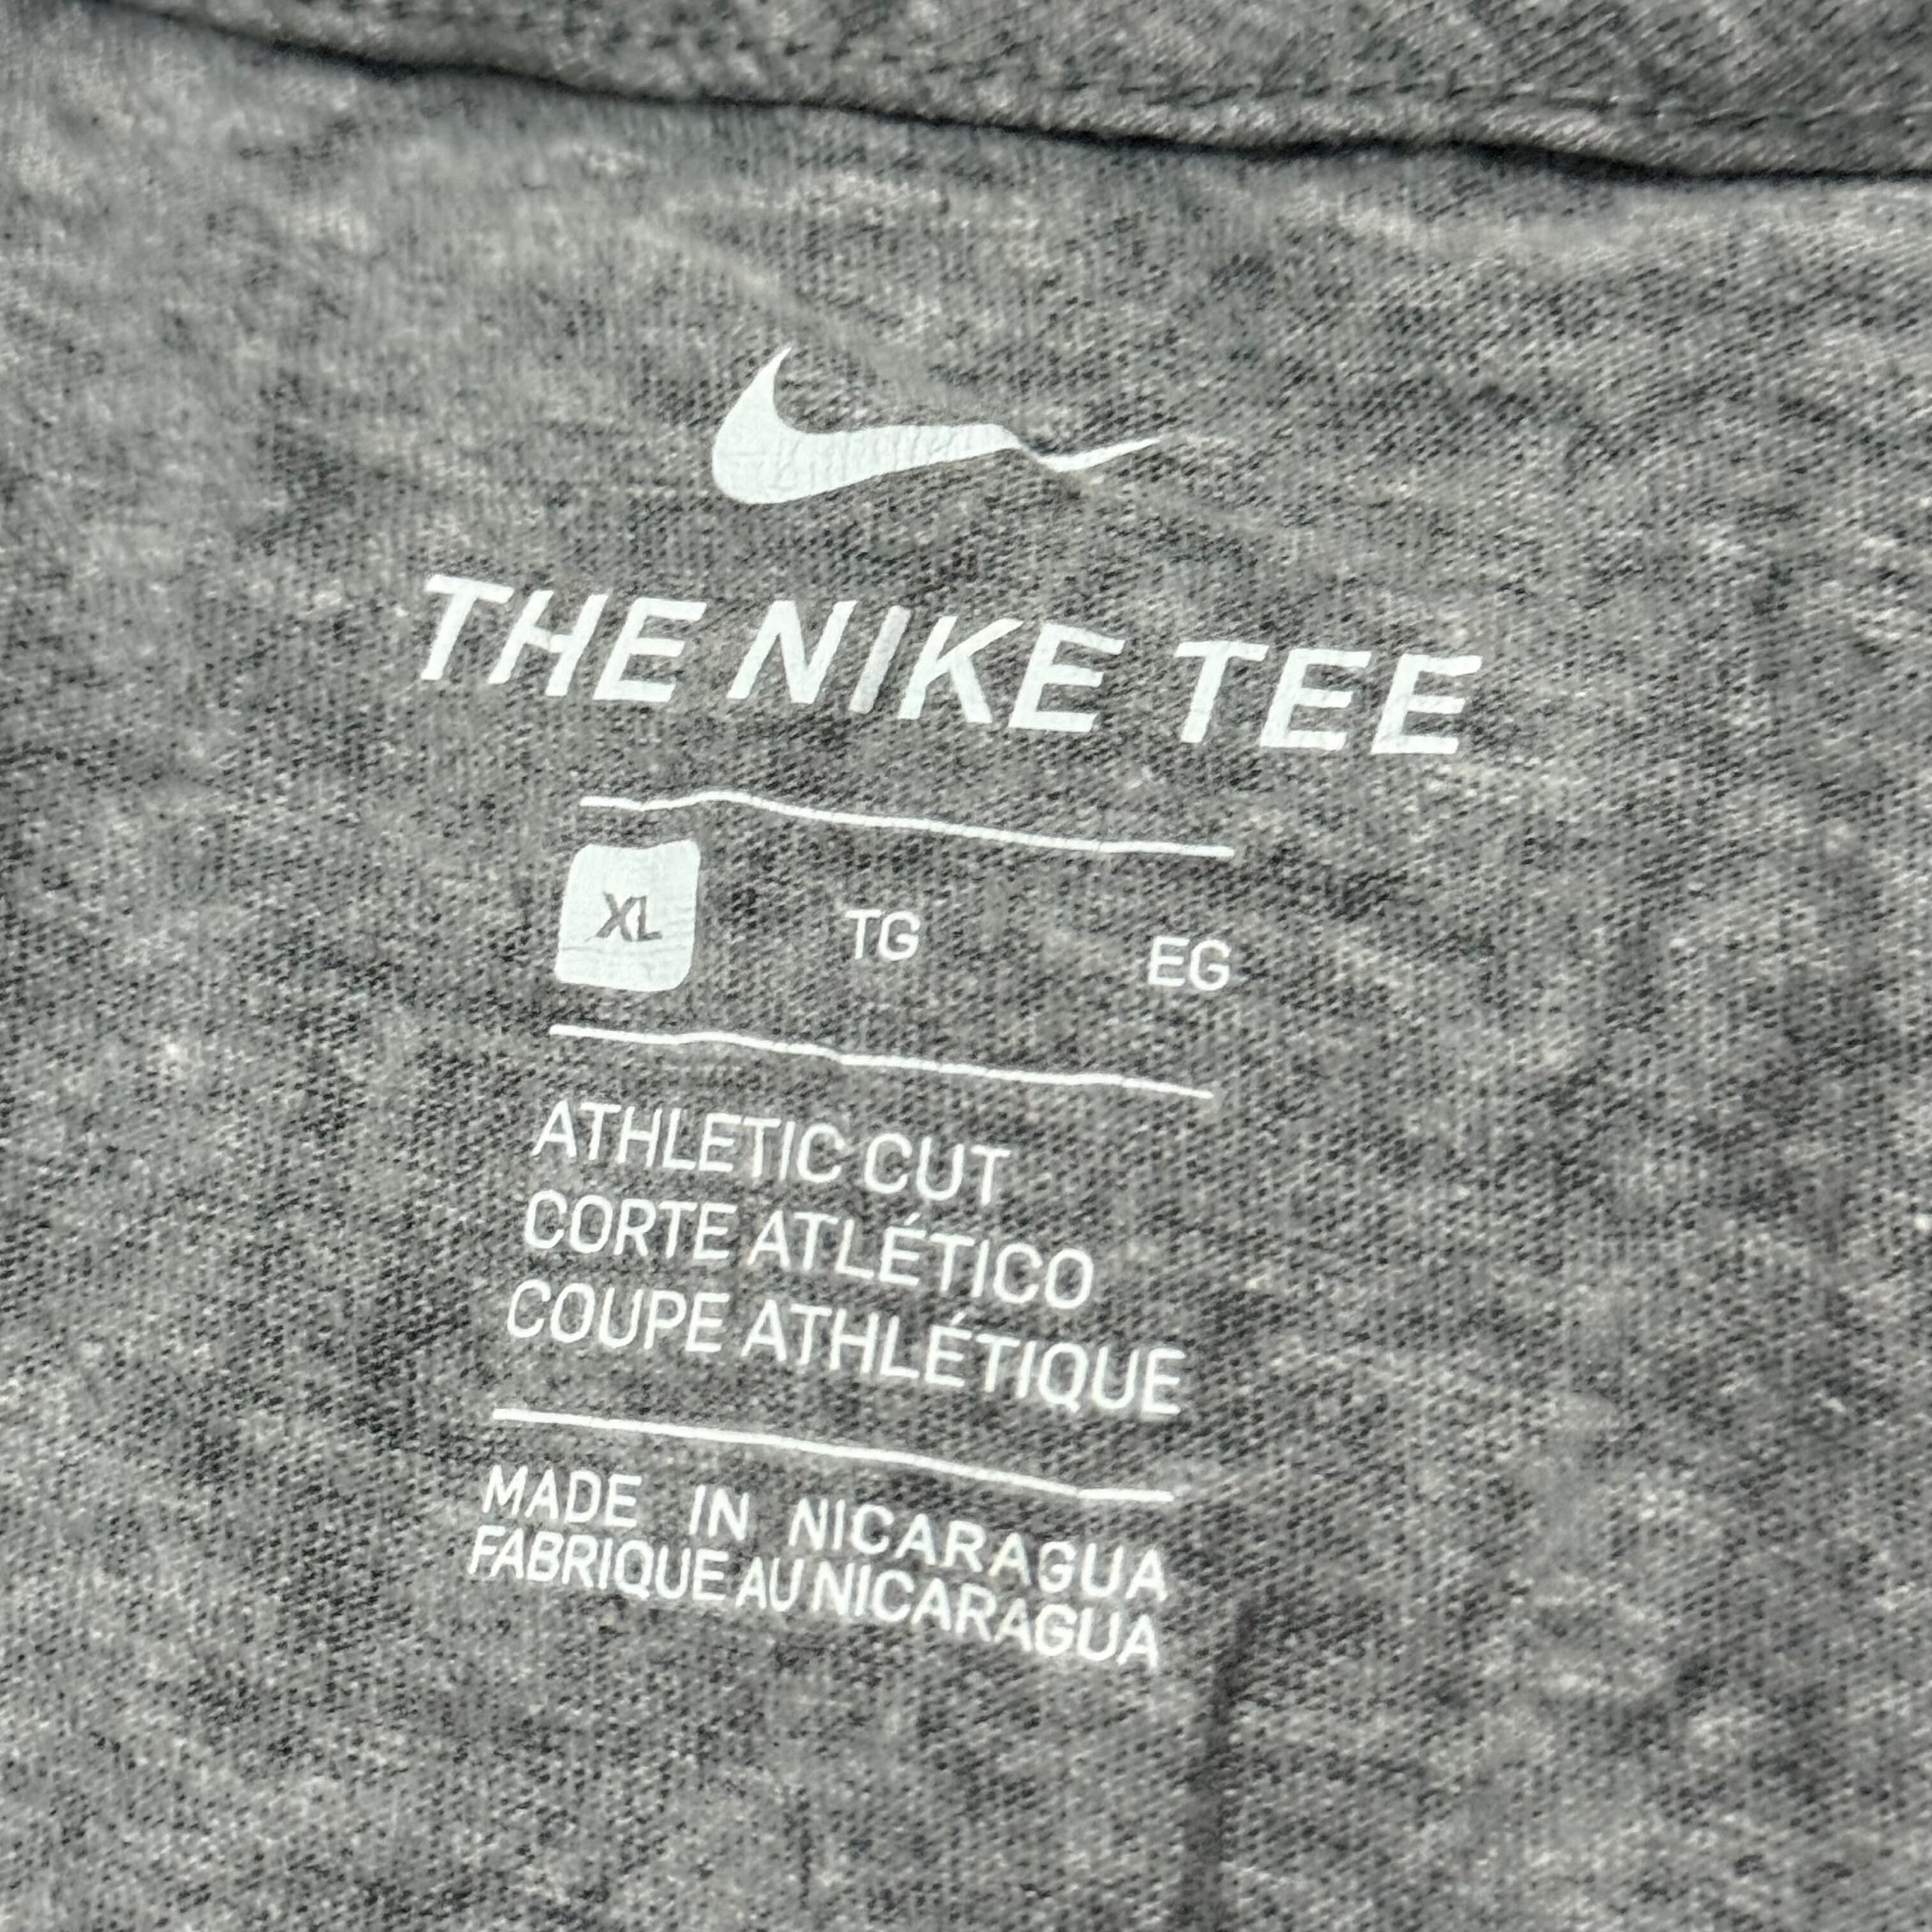 THE NIKE TEE
XL TG EG
ATHLETIC CUT
CORTE ATLÉTICO
COUPE ATHLÉTIQUE
MADE IN NICARAGUA
FABRIQUE AU NICARAGUA